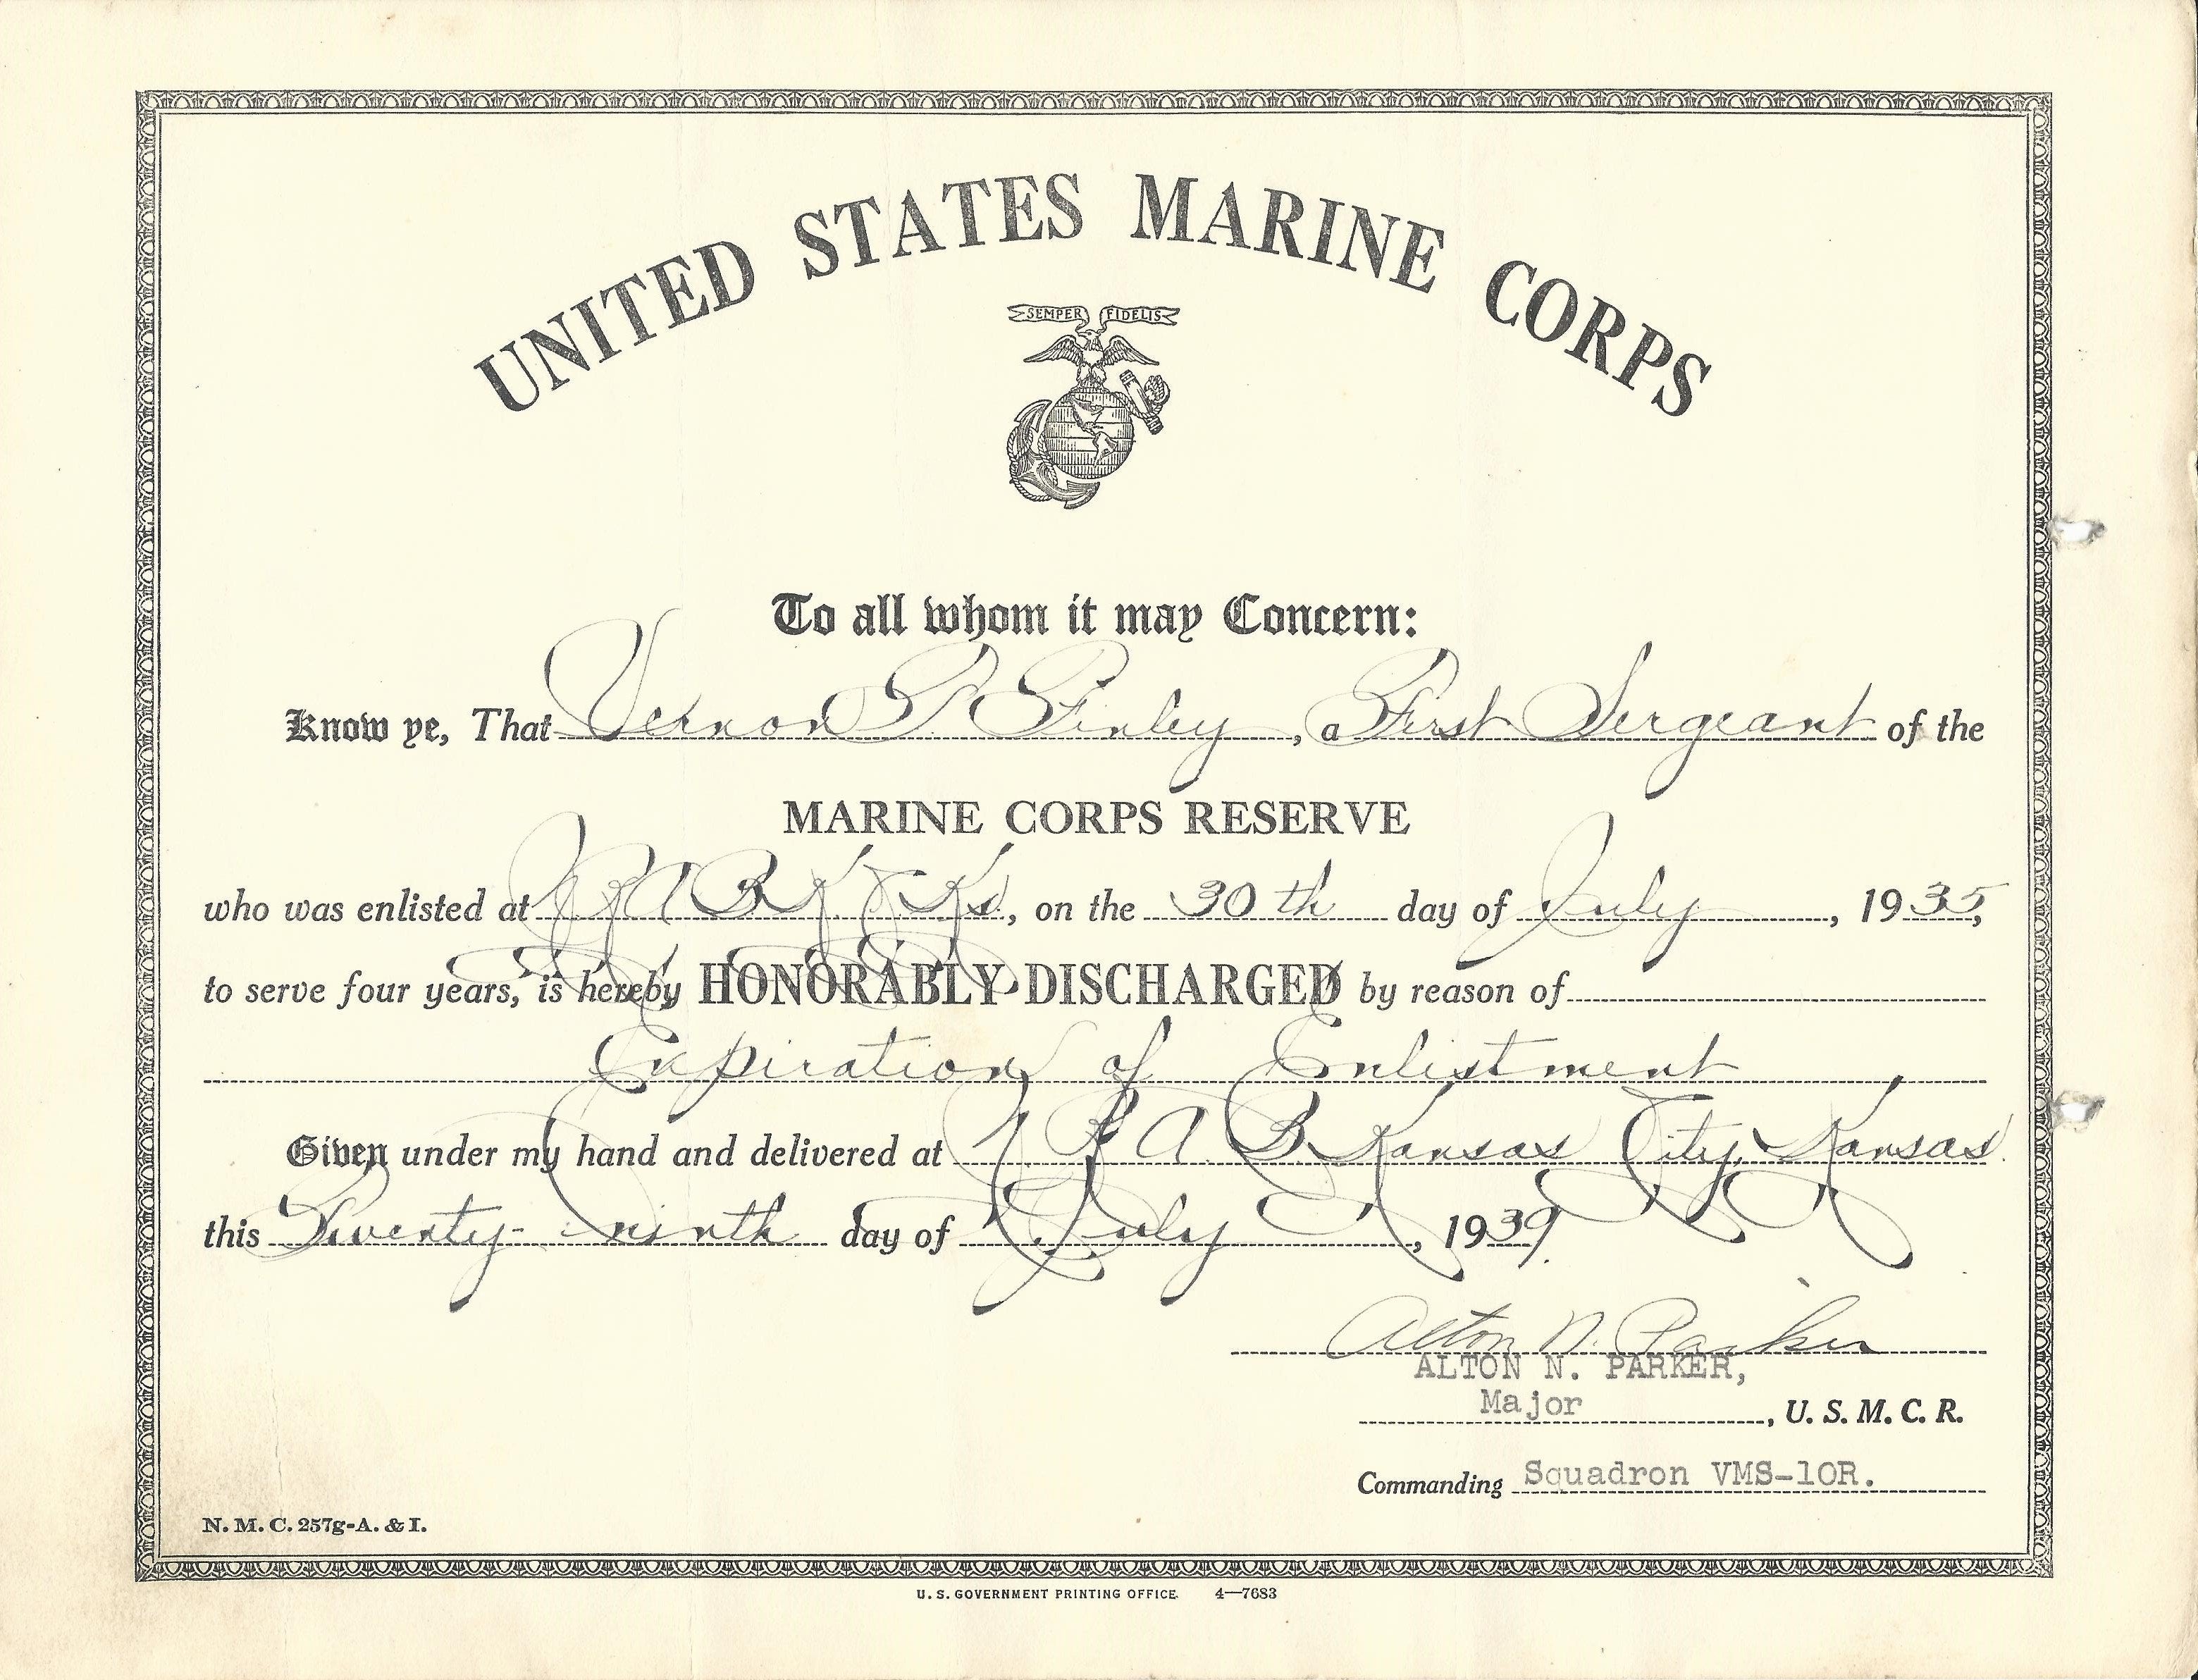 UNITED STATES MARINE CORPS
SEMPER FIDELIS
To all whom it may Concern:
Know ye, That Vernon F. Finley, a First Sergeant of the
MARINE CORPS RESERVE
who was enlisted at NRAB K. C. Ks., on the 30th day of July, 1935,
to serve four years, is hereby HONORABLY DISCHARGED by reason of
Expiration of Enlistment
Given under my hand and delivered at N. R. A. B. Kansas City, Kansas.
this Twenty-ninth day of July, 1939.
Alton N. Parker
ALTON N. PARKER,
Major, U. S. M. C. R.
Commanding Squadron VMS-10R.
N. M. C. 257g-A. & I.
U. S. GOVERNMENT PRINTING OFFICE 4—7683